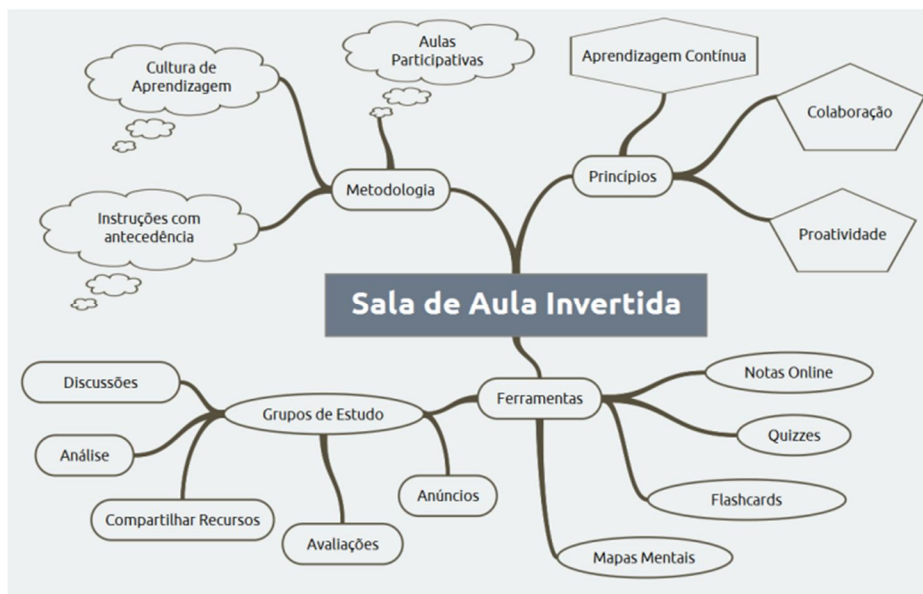 Cultura de
Aprendizagem
Aulas
Participativas
Aprendizagem Contínua
Colaboração
Metodologia
Princípios
Instruções com
antecedência
Proatividade
Sala de Aula Invertida
Discussões
Grupos de Estudo
Ferramentas
Notas Online
Análise
Quizzes
Anúncios
Flashcards
Compartilhar Recursos
Avaliações
Mapas Mentais